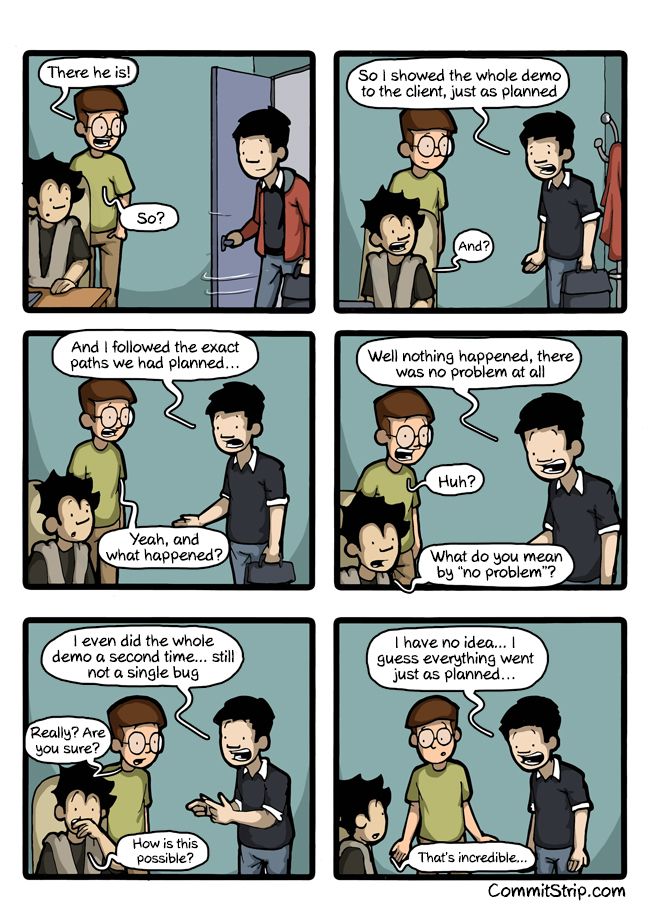 There he is!
So?
So I showed the whole demo
to the client, just as planned
And?
And I followed the exact
paths we had planned...
Yeah, and
what happened?
Well nothing happened, there
was no problem at all
Huh?
What do you mean
by "no problem"?
I even did the whole
demo a second time... still
not a single bug
Really? Are
you sure?
How is this
possible?
I have no idea... I
guess everything went
just as planned...
That's incredible...
CommitStrip.com